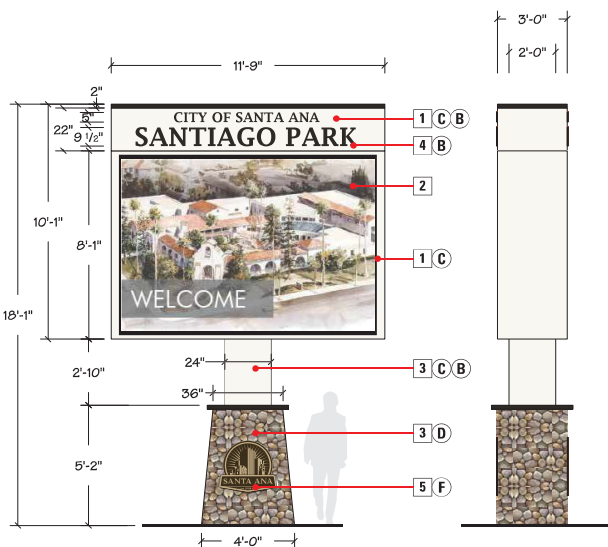 3'-0"
2'-0"
11'-9"
2"
CITY OF SANTA ANA
1 C B
22"
9 1/2"
SANTIAGO PARK
4 B
2
10'-1"
8'-1"
1 C
WELCOME
18'-1"
24"
2'-10"
3 C B
36"
3 D
5'-2"
SANTA ANA
5 F
4'-0"